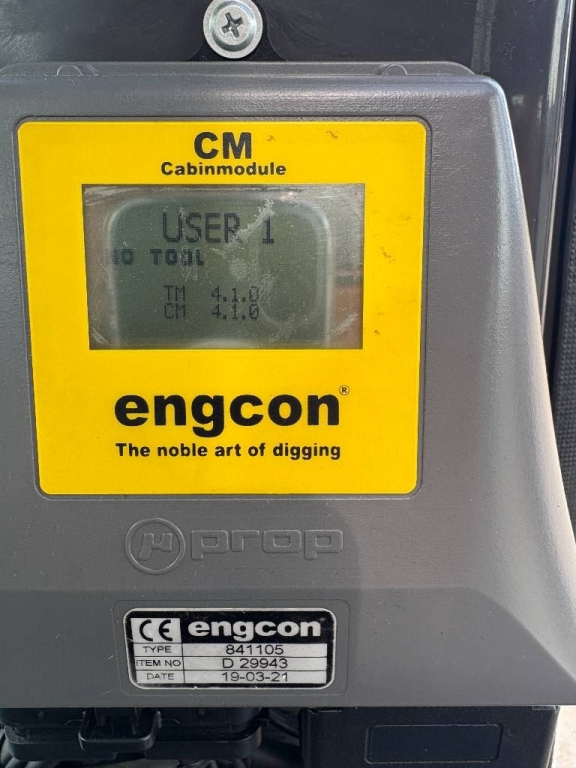 CM
Cabinmodule
USER 1
NO TOOL
TM 4.1.0
CM 4.1.0
engcon®
The noble art of digging
µ prop
CE engcon
TYPE 841105
ITEM NO D 29943
DATE 19-03-21